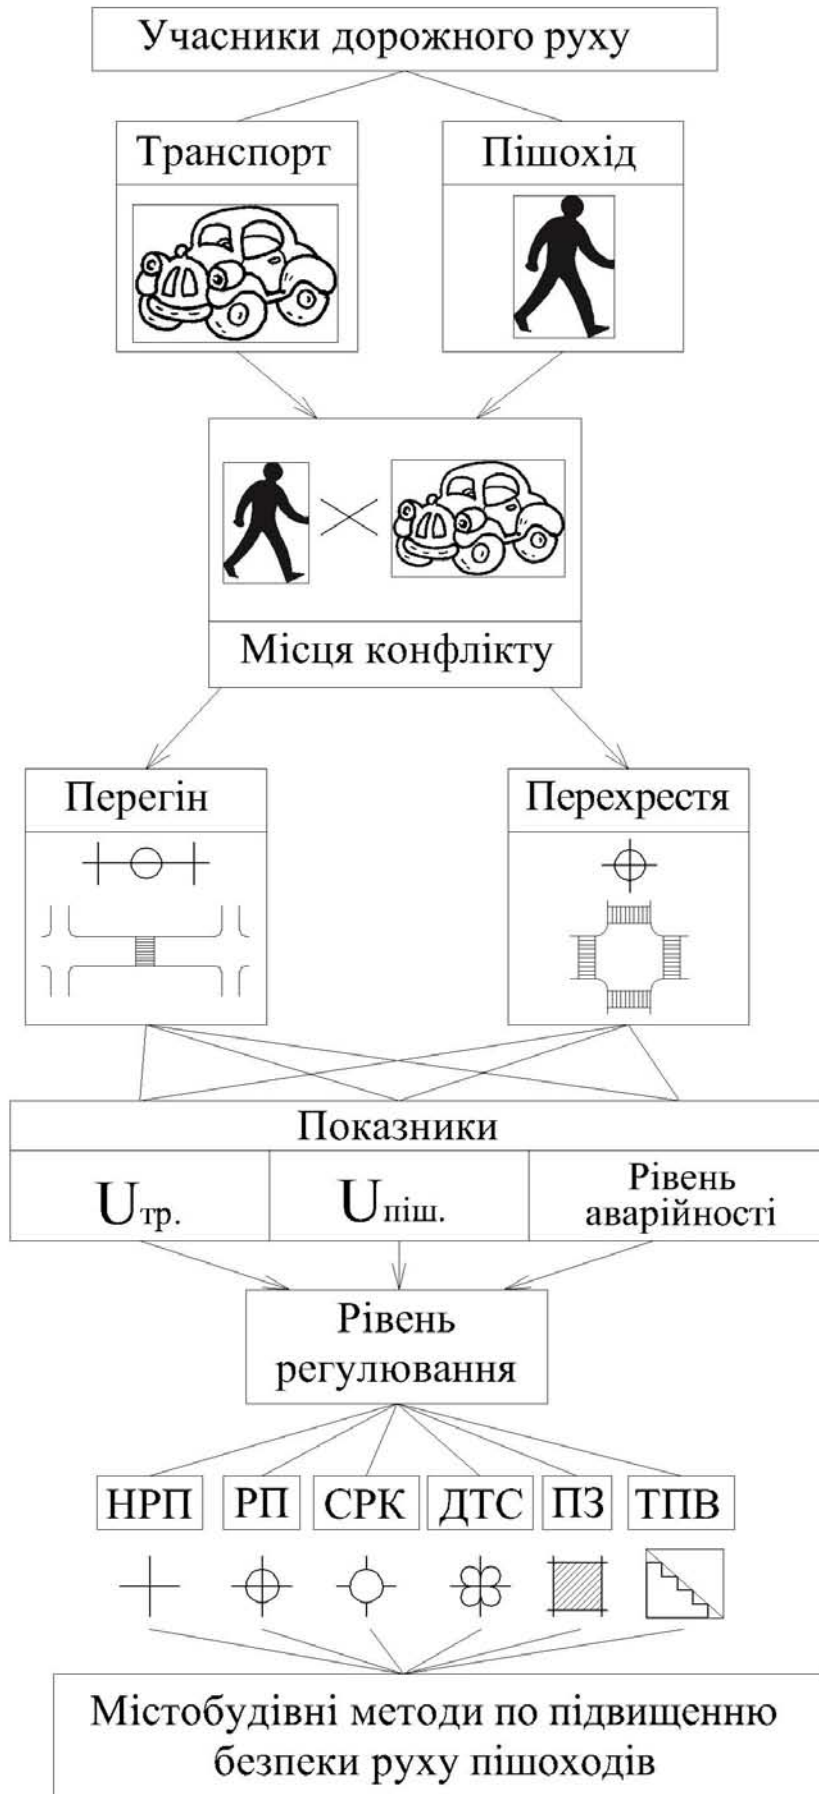 Учасники дорожного руху
Транспорт
Пішохід
Місця конфлікту
Перегін
Перехрестя
Показники
Uтр.
Uпіш.
Рівень
аварійності
Рівень
регулювання
НРП
РП
СРК
ДТС
ПЗ
ТПВ
Містобудівні методи по підвищенню
безпеки руху пішоходів